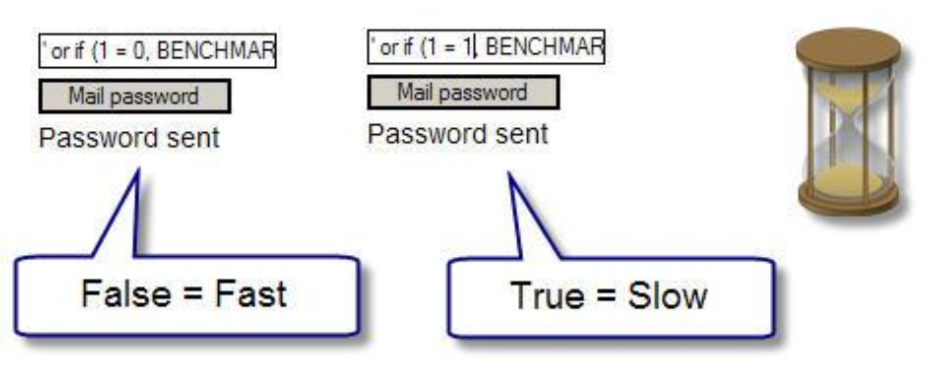 ' or if (1 = 0, BENCHMAR
Mail password
Password sent
False = Fast
' or if (1 = 1, BENCHMAR
Mail password
Password sent
True = Slow